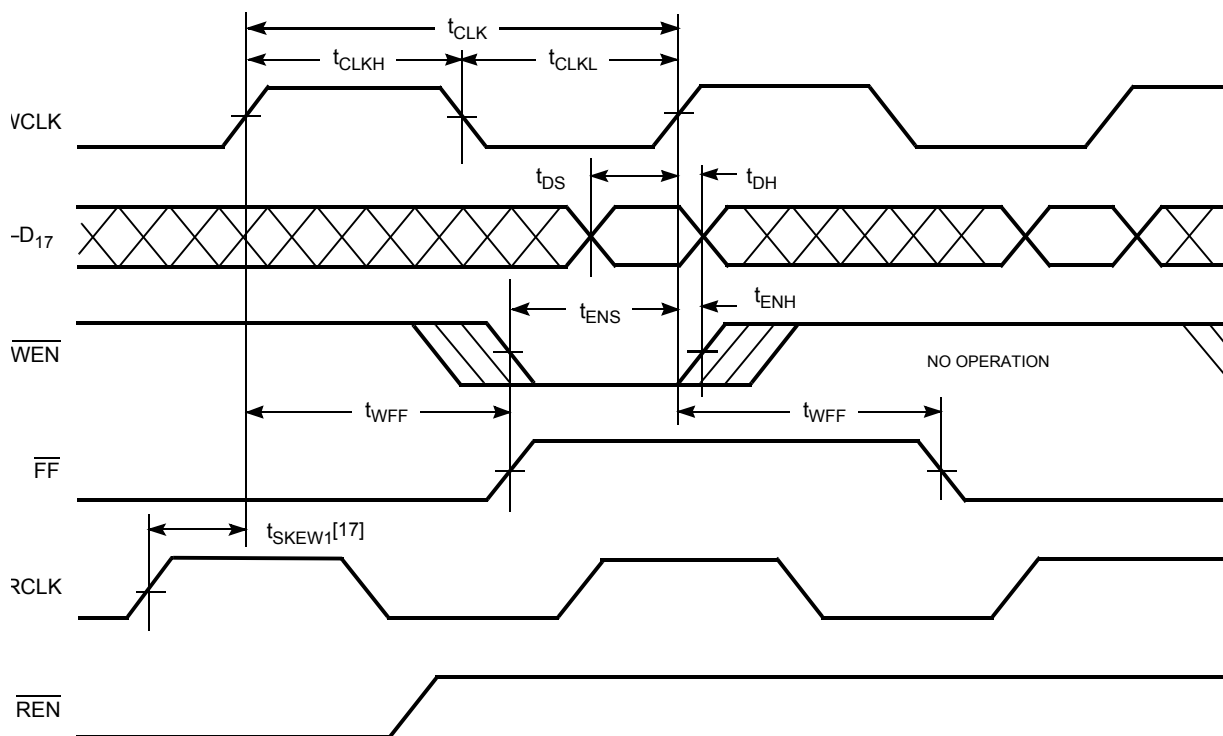 tCLK
tCLKH
tCLKL
WCLK
tDS
tDH
–D17
tENS
tENH
WEN
NO OPERATION
tWFF
tWFF
FF
tSKEW1[17]
RCLK
REN